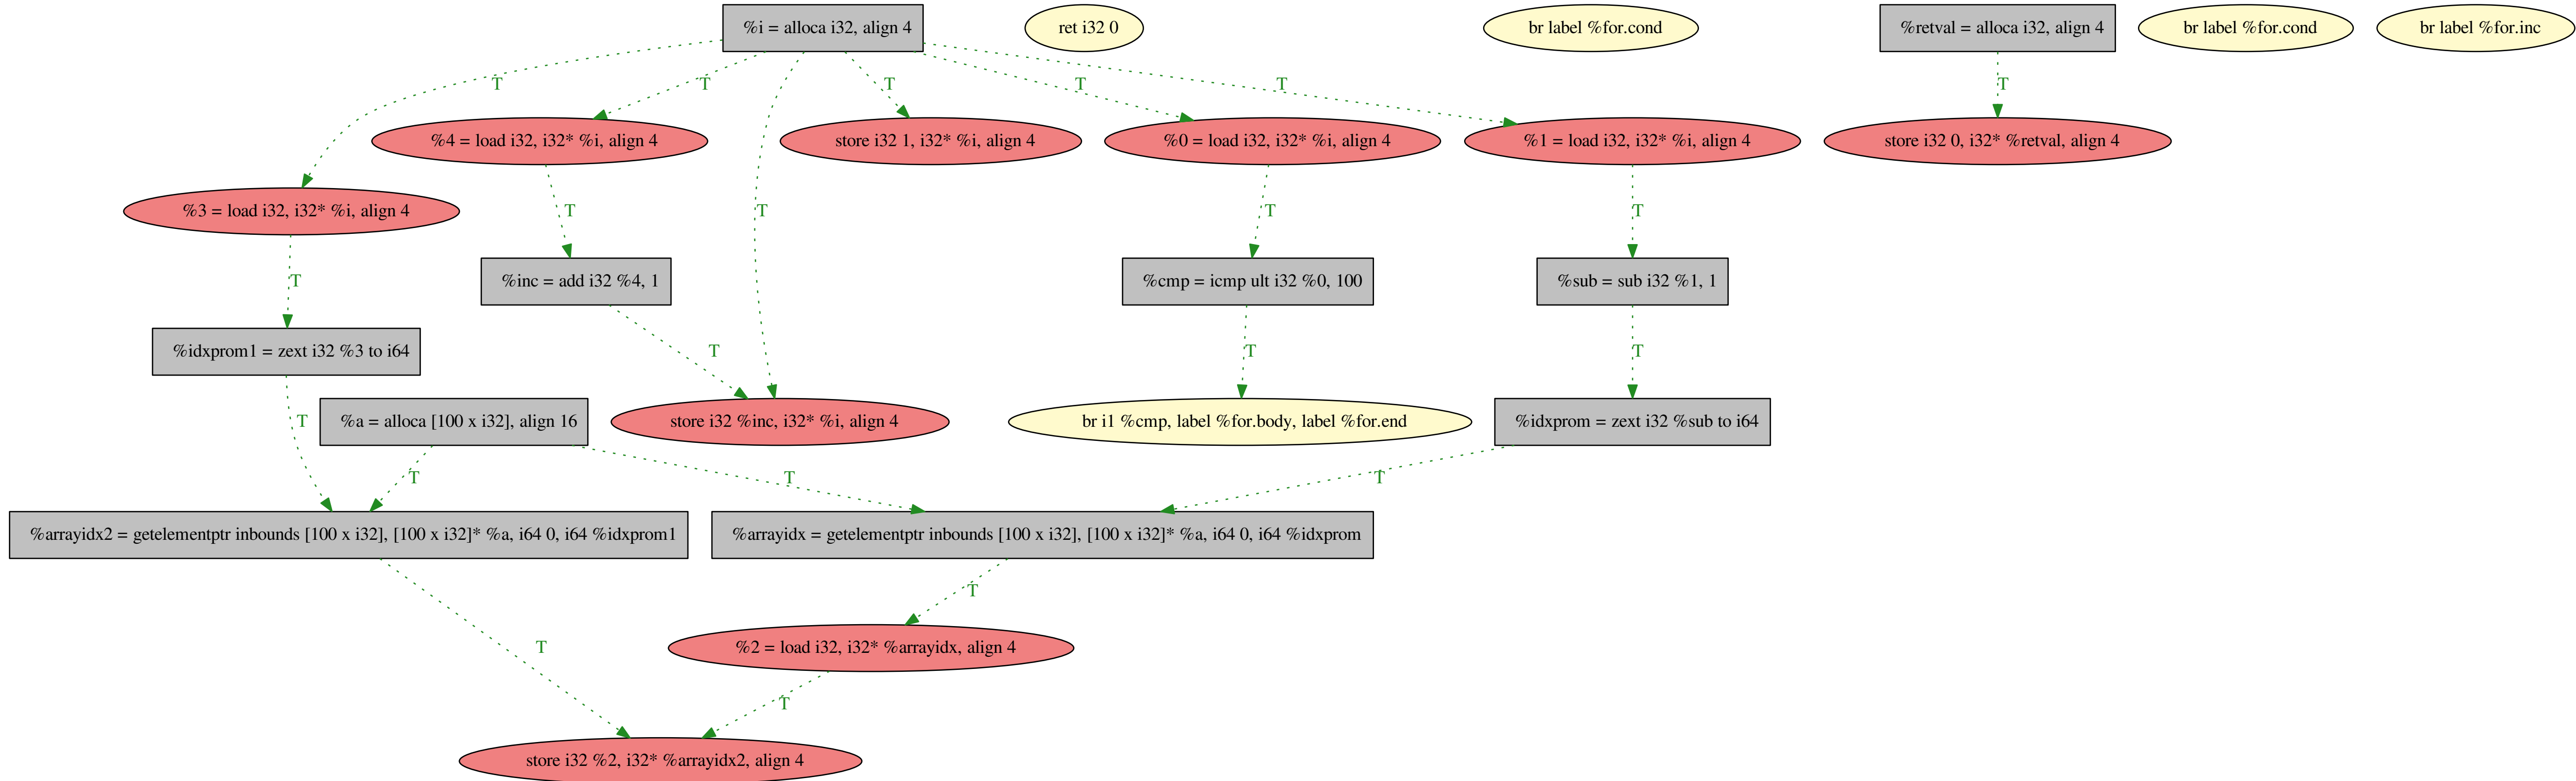 %i = alloca i32, align 4
ret i32 0
br label %for.cond
%retval = alloca i32, align 4
br label %for.cond
br label %for.inc
T
T
T
T
T
T
%4 = load i32, i32* %i, align 4
store i32 1, i32* %i, align 4
%0 = load i32, i32* %i, align 4
%1 = load i32, i32* %i, align 4
store i32 0, i32* %retval, align 4
%3 = load i32, i32* %i, align 4
T
T
T
T
T
%inc = add i32 %4, 1
%cmp = icmp ult i32 %0, 100
%sub = sub i32 %1, 1
%idxprom1 = zext i32 %3 to i64
T
T
T
T
%a = alloca [100 x i32], align 16
store i32 %inc, i32* %i, align 4
br i1 %cmp, label %for.body, label %for.end
%idxprom = zext i32 %sub to i64
T
T
T
T
%arrayidx2 = getelementptr inbounds [100 x i32], [100 x i32]* %a, i64 0, i64 %idxprom1
%arrayidx = getelementptr inbounds [100 x i32], [100 x i32]* %a, i64 0, i64 %idxprom
T
T
%2 = load i32, i32* %arrayidx, align 4
T
store i32 %2, i32* %arrayidx2, align 4